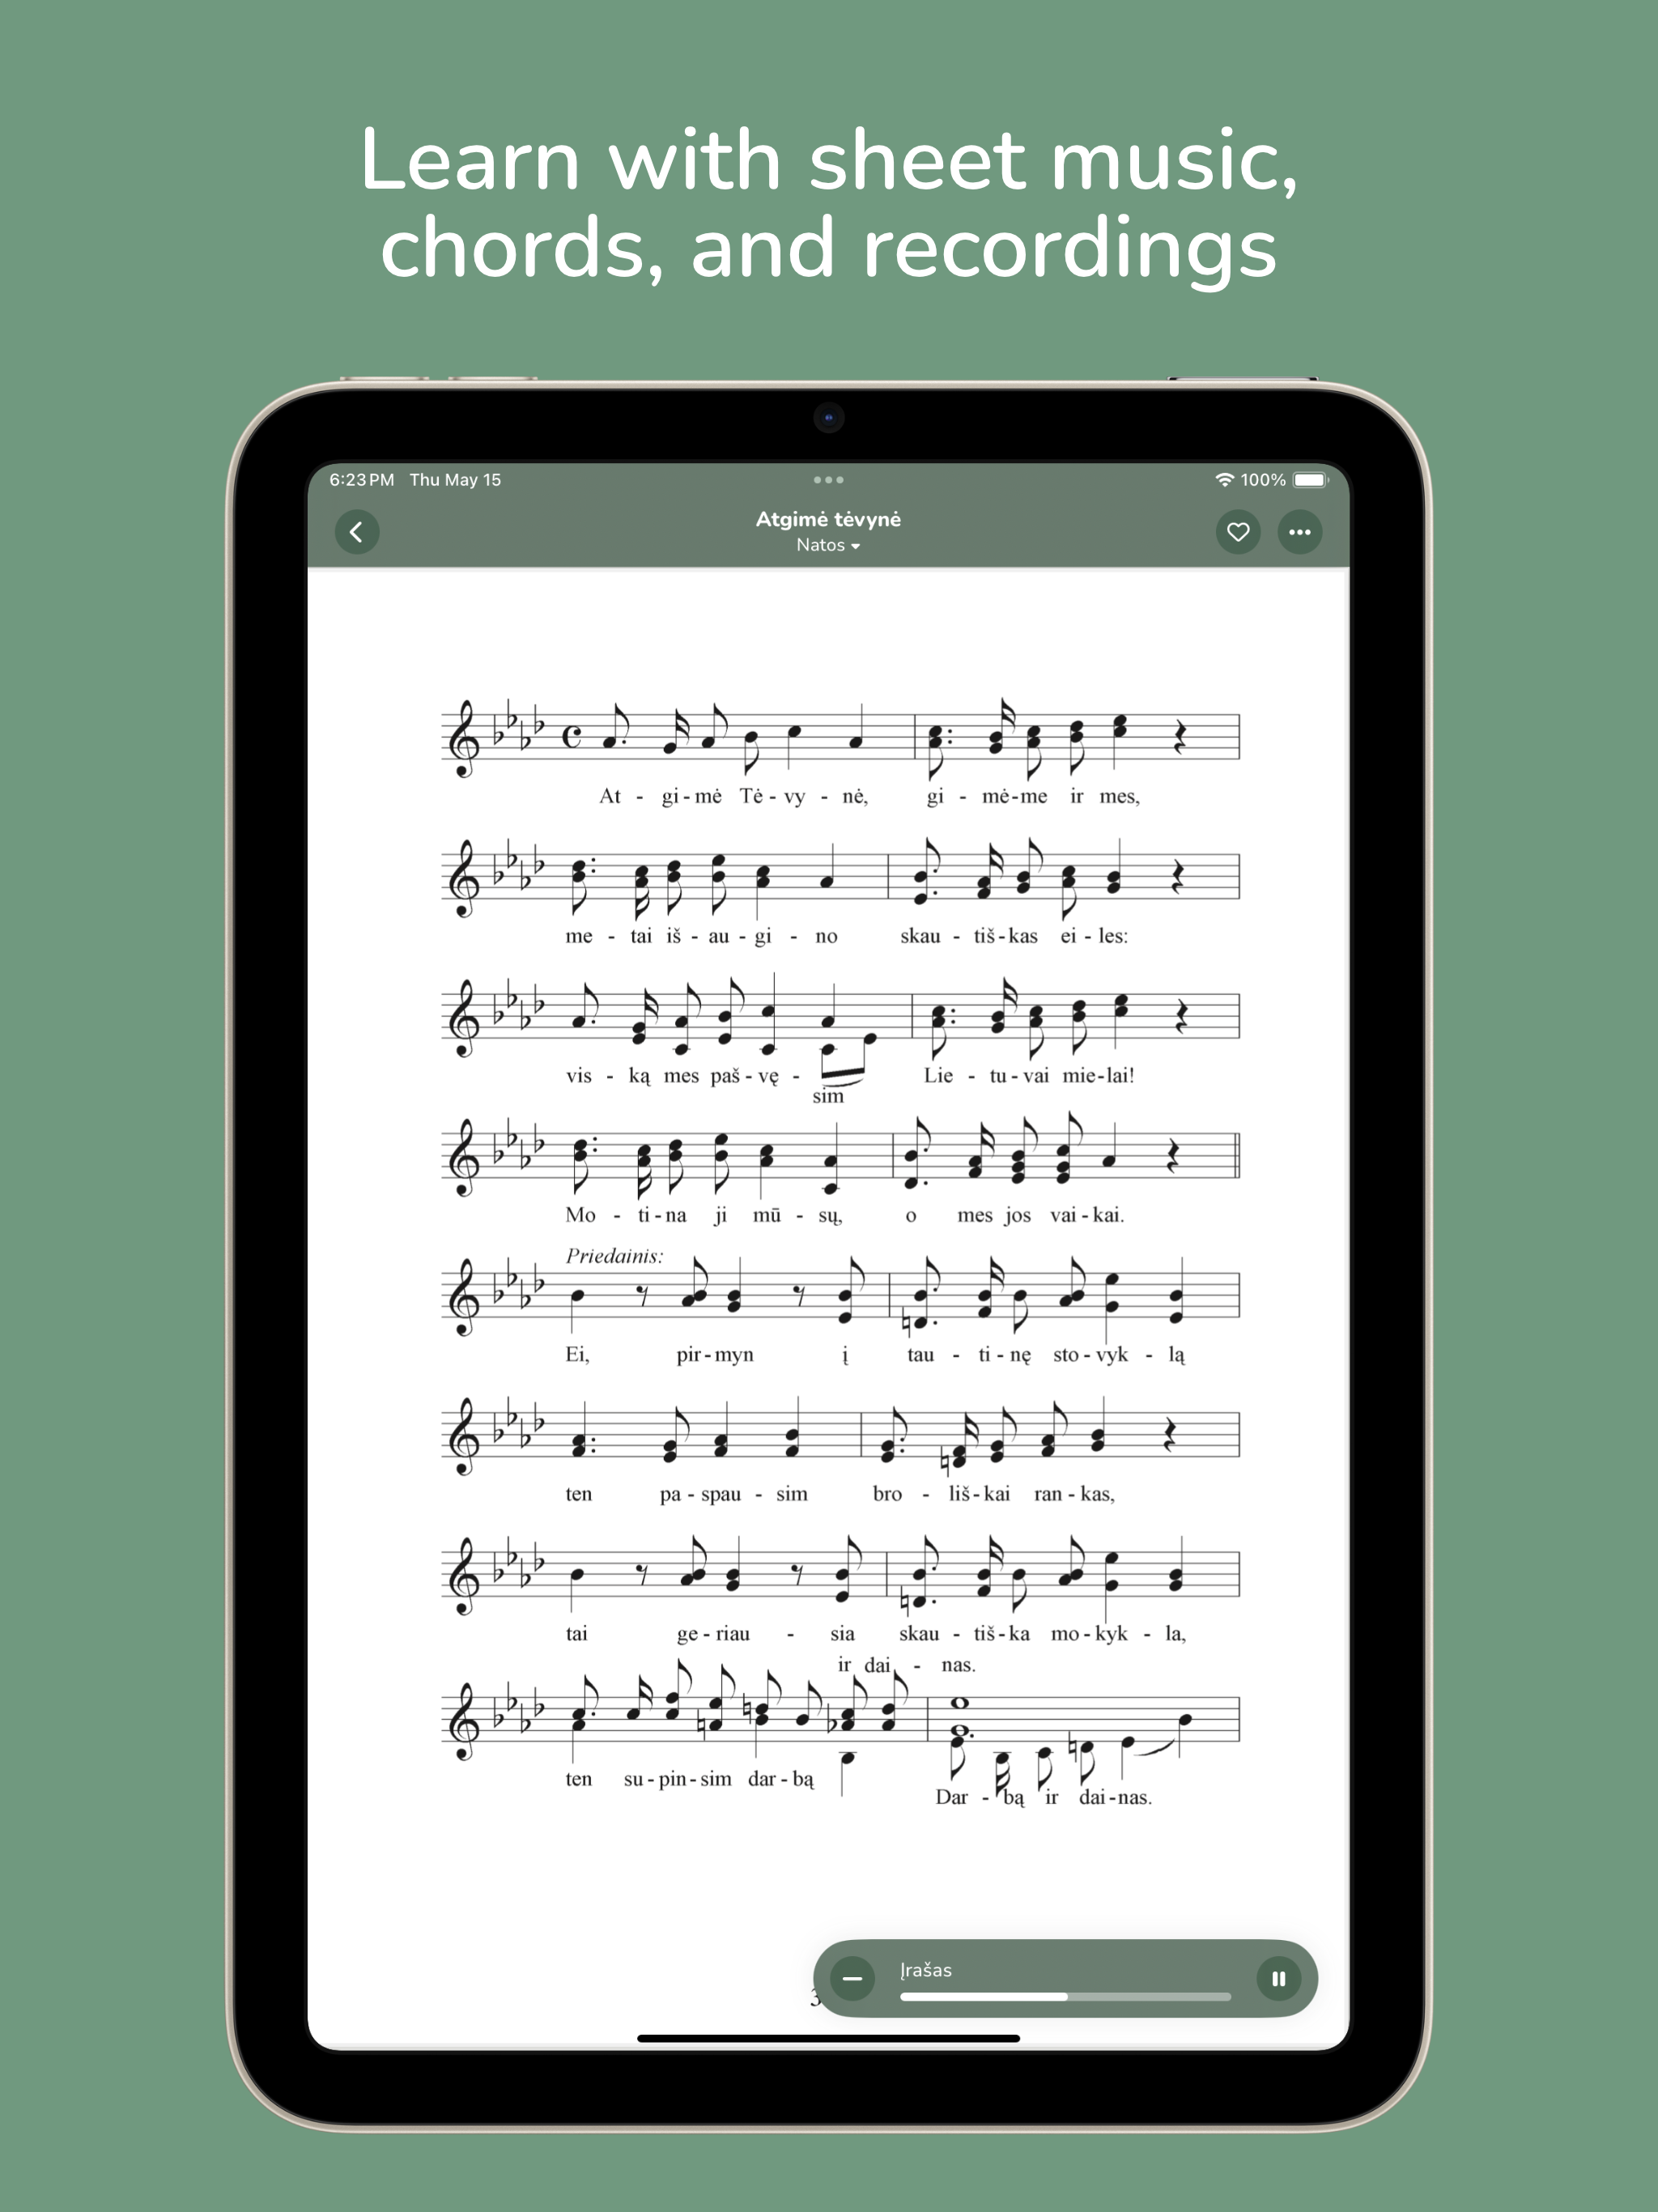 Learn with sheet music,
chords, and recordings
6:23 PM Thu May 15
100%
Atgimė tėvynė
Natos
At - gi - mė Tė - vy - nė, gi - mė - me ir mes,
me - tai iš - au - gi - no skau - tiš - kas ei - les:
vis - ką mes paš - vę - sim Lie - tu - vai mie - lai!
Mo - ti - na ji mū - sų, o mes jos vai - kai.
Priedainis:
Ei, pir - myn į tau - ti - nę sto - vyk - lą
ten pa - spau - sim bro - liš - kai ran - kas,
tai ge - riau - sia skau - tiš - ka mo - kyk - la,
ir dai - nas.
ten su - pin - sim dar - bą
Dar - bą ir dai - nas.
Įrašas